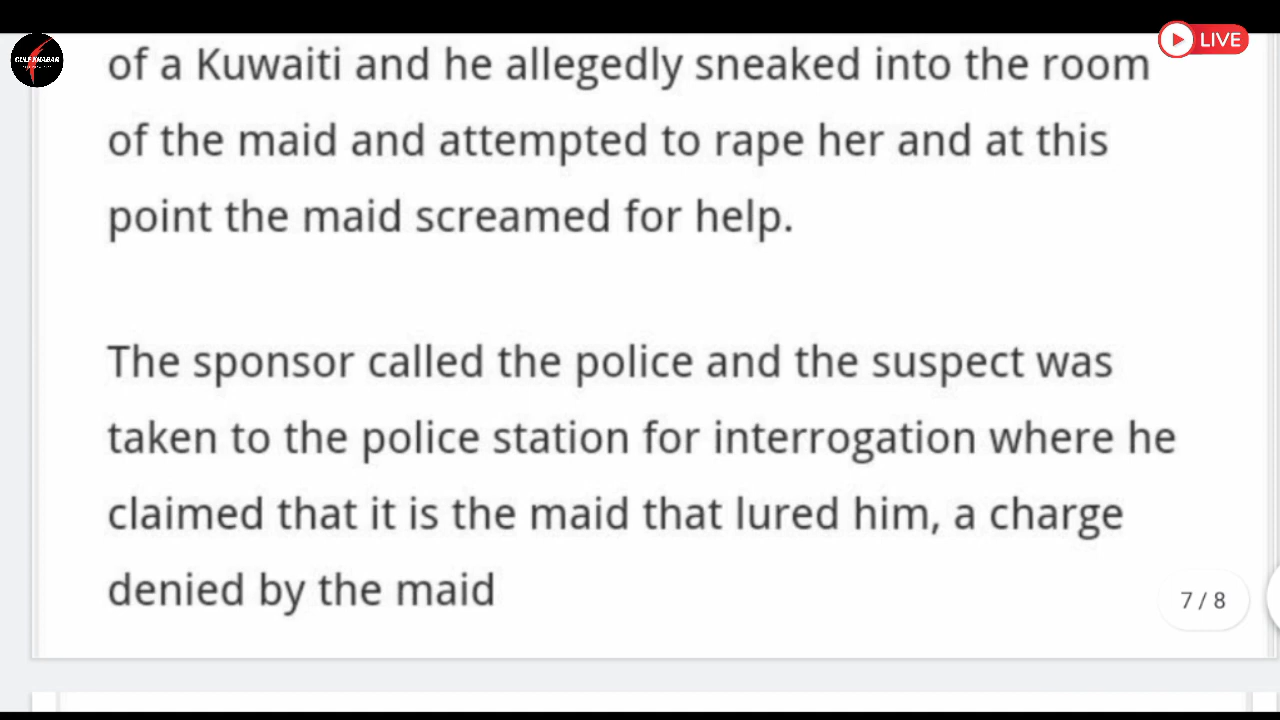 GULF KHABAR
LIVE
of a Kuwaiti and he allegedly sneaked into the room
of the maid and attempted to rape her and at this
point the maid screamed for help.
The sponsor called the police and the suspect was
taken to the police station for interrogation where he
claimed that it is the maid that lured him, a charge
denied by the maid
7 / 8